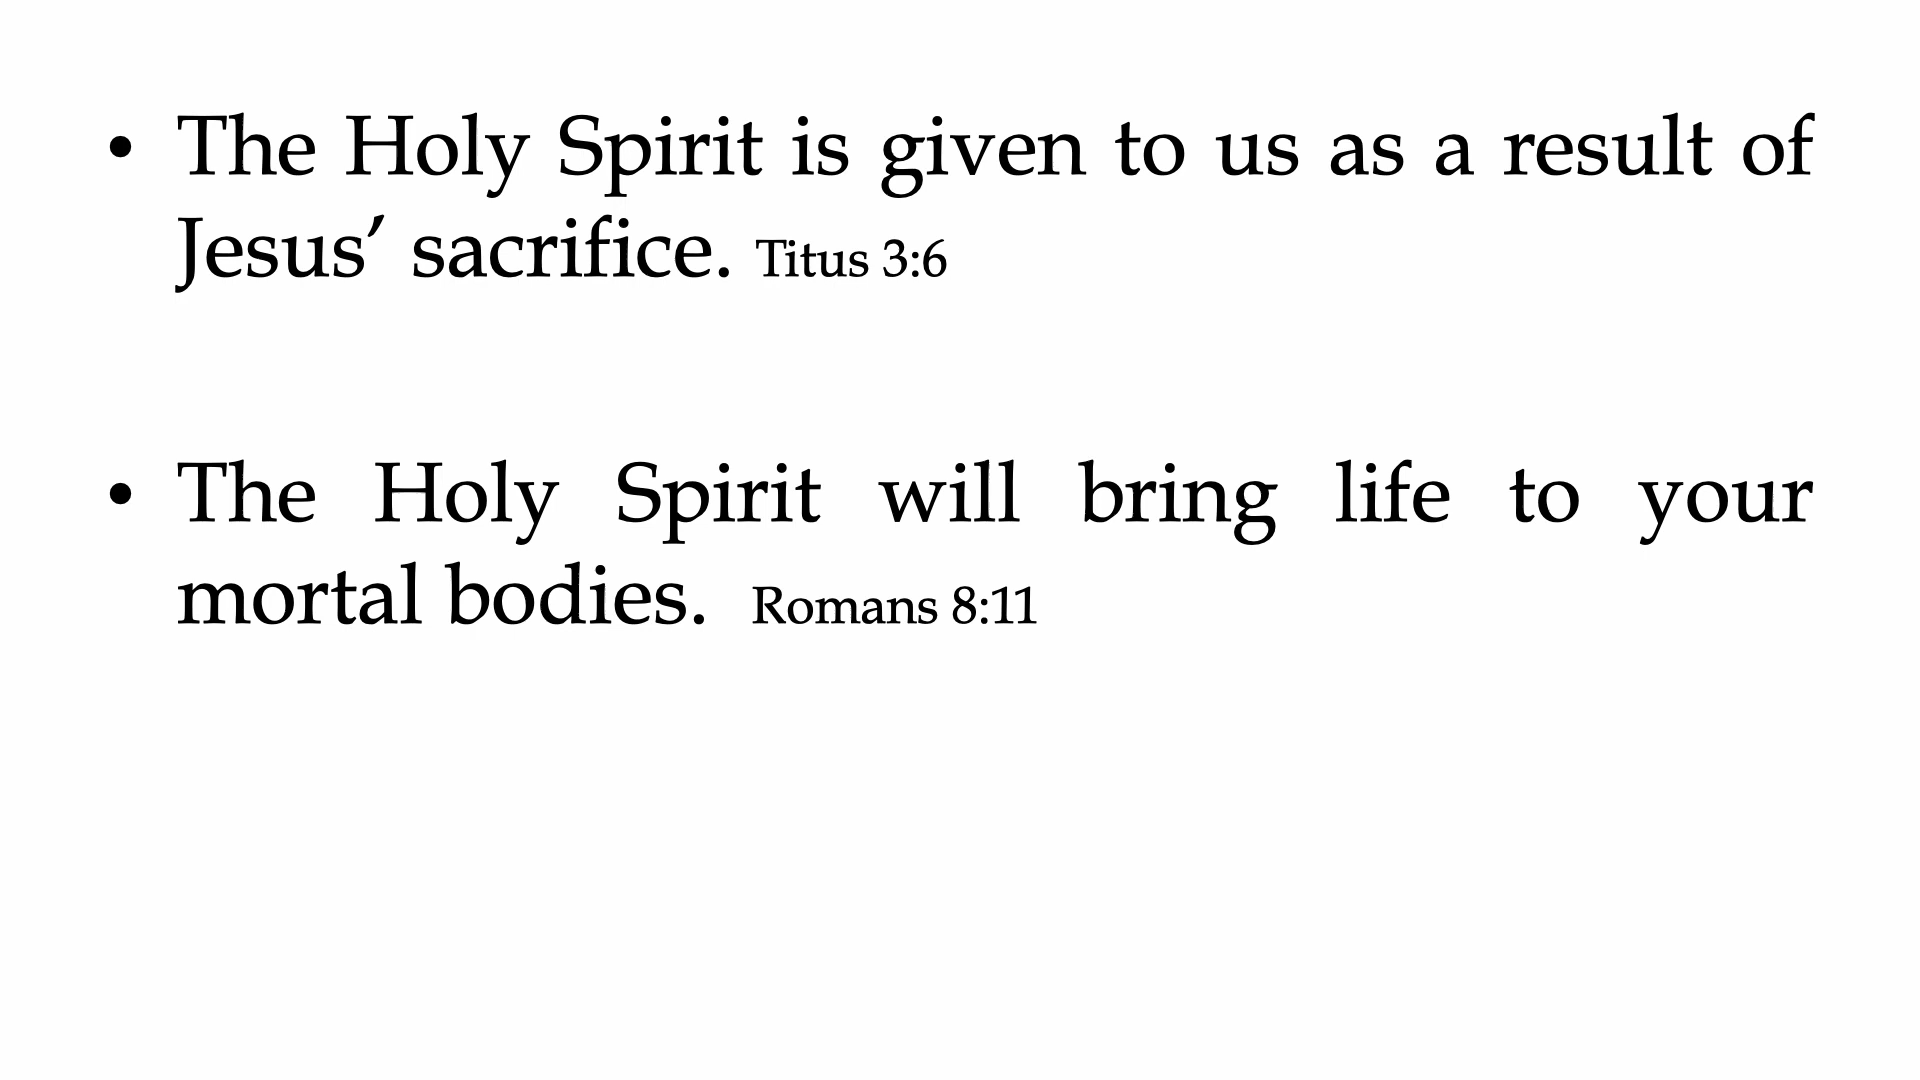 • The Holy Spirit is given to us as a result of
Jesus’ sacrifice. Titus 3:6
• The Holy Spirit will bring life to your
mortal bodies. Romans 8:11